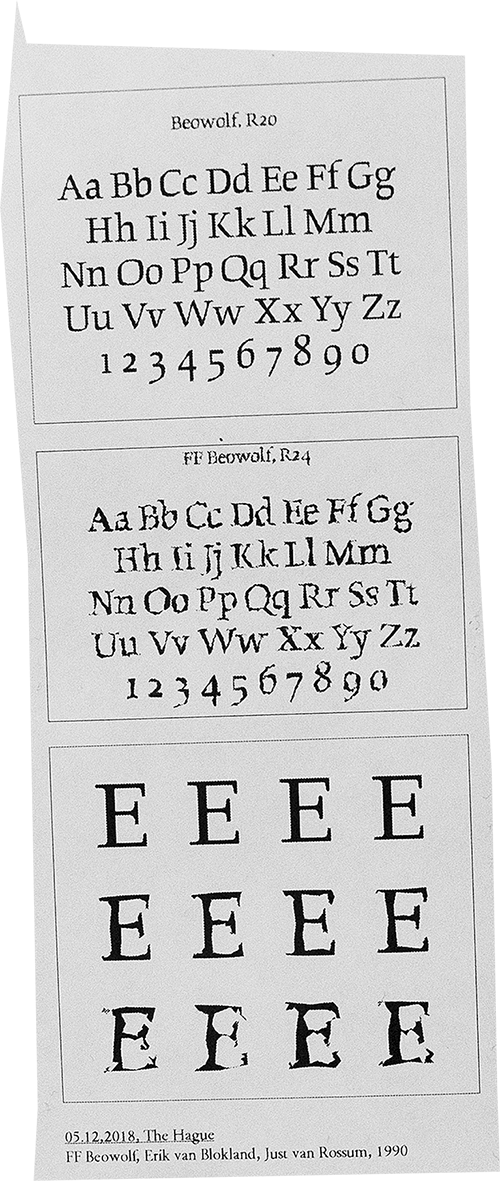 Beowolf, R20
Aa Bb Cc Dd Ee Ff Gg
Hh Ii Jj Kk Ll Mm
Nn Oo Pp Qq Rr Ss Tt
Uu Vv Ww Xx Yy Zz
1 2 3 4 5 6 7 8 9 0
FF Beowolf, R24
Aa Bb Cc Dd Ee Ff Gg
Hh Ii Jj Kk Ll Mm
Nn Oo Pp Qq Rr Ss Tt
Uu Vv Ww Xx Yy Zz
1 2 3 4 5 6 7 8 9 0
E E E E
E E E E
E E E E
05.12,2018, The Hague
FF Beowolf, Erik van Blokland, Just van Rossum, 1990